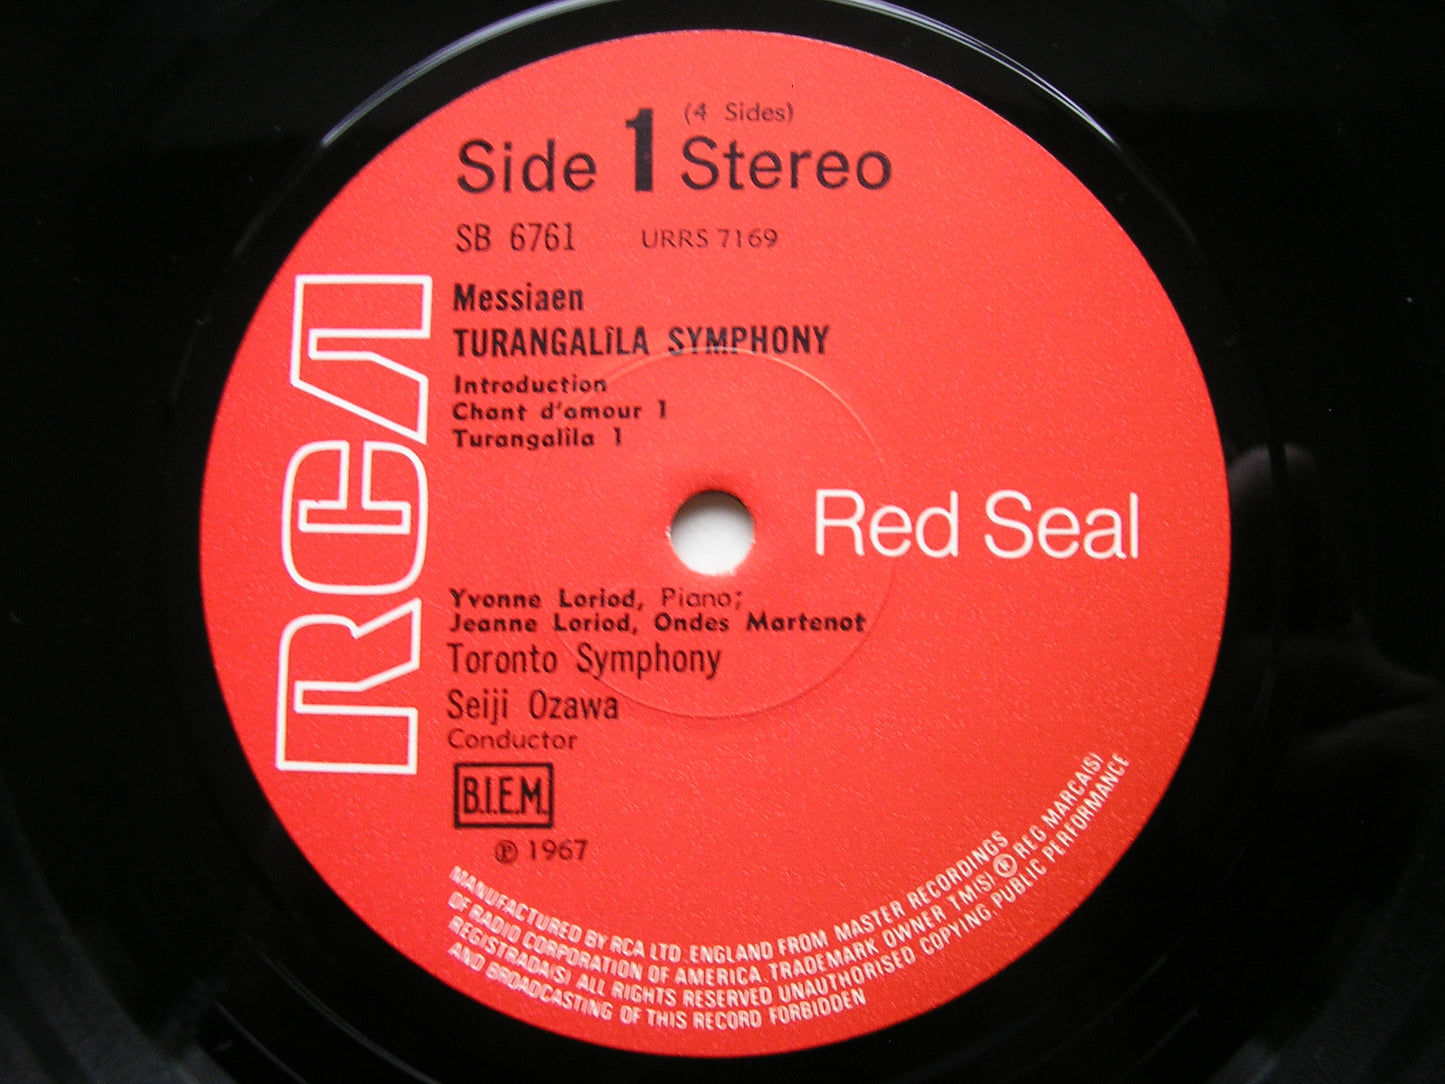 (4 Sides)
Side 1 Stereo
SB 6761 URRS 7169
Messiaen
TURANGALîLA SYMPHONY
Introduction
Chant d'amour 1
Turangalîla 1
RCA
Red Seal
Yvonne Loriod, Piano;
Jeanne Loriod, Ondes Martenot
Toronto Symphony
Seiji Ozawa
Conductor
B.I.E.M.
℗ 1967
MANUFACTURED BY RCA LTD. ENGLAND FROM MASTER RECORDINGS
OF RADIO CORPORATION OF AMERICA. TRADEMARK OWNER TM(S) ® REG MARCA(S)
REGISTRADA(S) ALL RIGHTS RESERVED UNAUTHORISED COPYING, PUBLIC PERFORMANCE
AND BROADCASTING OF THIS RECORD FORBIDDEN